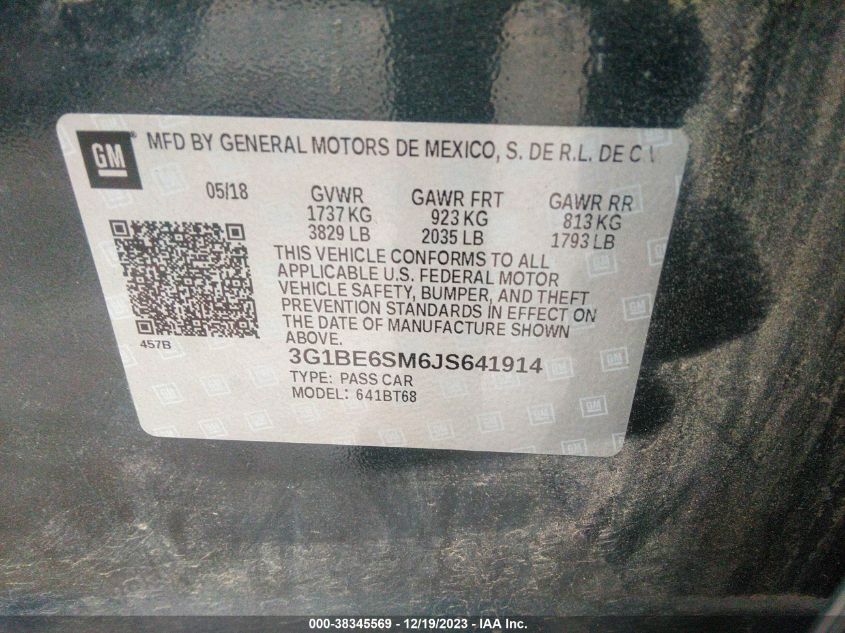 GM
MFD BY GENERAL MOTORS DE MEXICO, S. DE R.L. DE C.V
05/18 GVWR GAWR FRT GAWR RR
1737 KG 923 KG 813 KG
3829 LB 2035 LB 1793 LB
THIS VEHICLE CONFORMS TO ALL
APPLICABLE U.S. FEDERAL MOTOR
VEHICLE SAFETY, BUMPER, AND THEFT
PREVENTION STANDARDS IN EFFECT ON
THE DATE OF MANUFACTURE SHOWN
ABOVE.
457B
3G1BE6SM6JS641914
TYPE: PASS CAR
MODEL: 641BT68
000-38345569 - 12/19/2023 - IAA Inc.